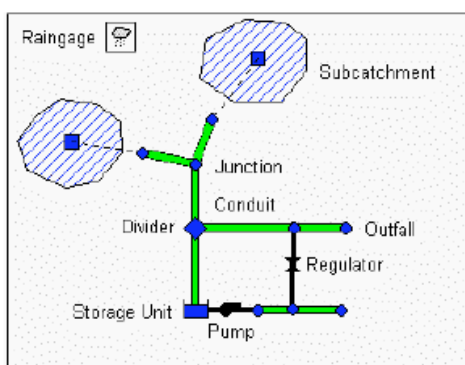 Raingage
Subcatchment
Junction
Conduit
Divider
Outfall
Regulator
Storage Unit
Pump